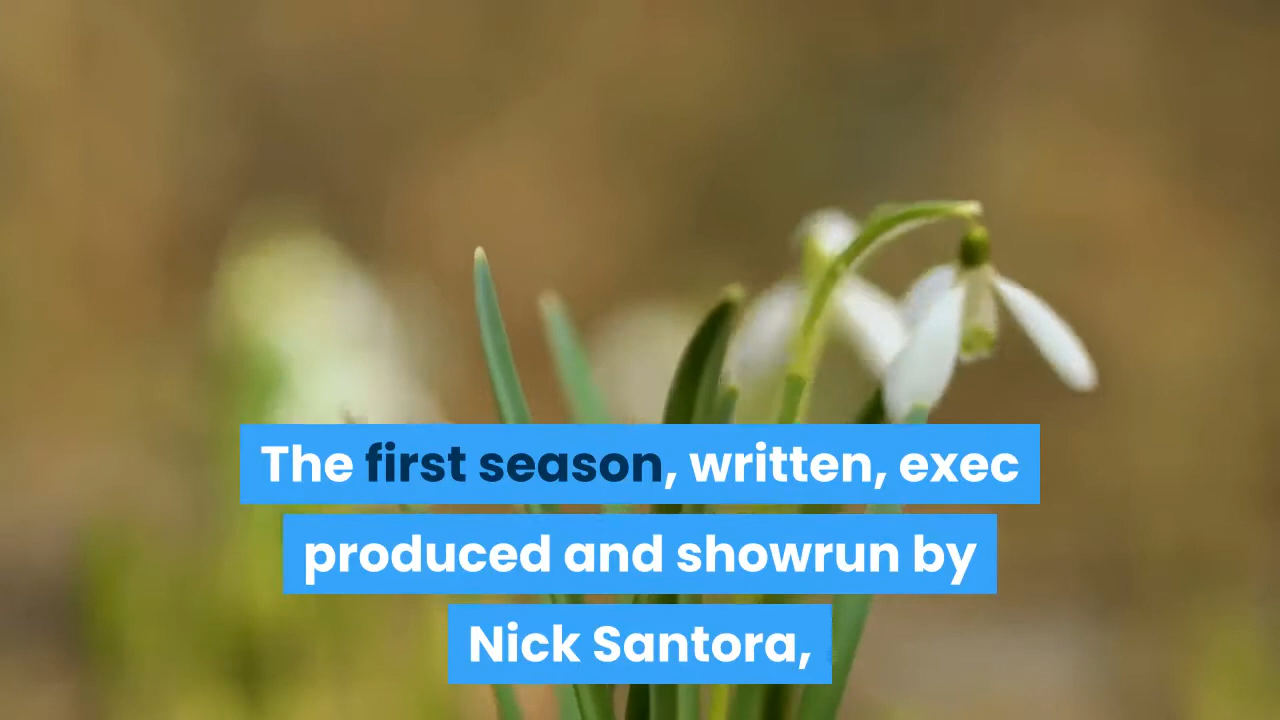 The first season, written, exec
produced and showrun by
Nick Santora,